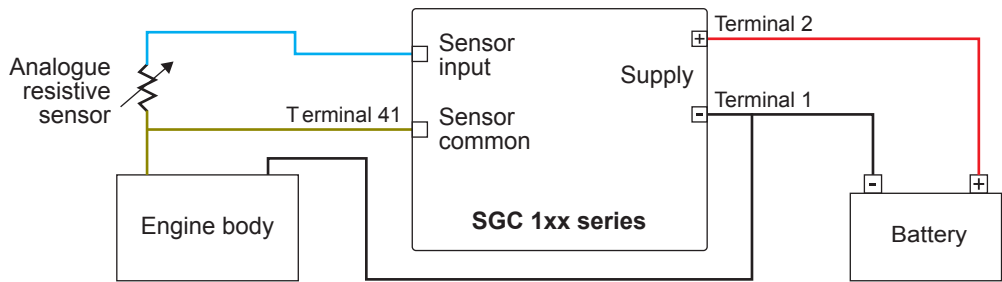 Analogue
resistive
sensor
Terminal 41
Engine body
Sensor
input
Sensor
common
Supply
+
-
SGC 1xx series
Terminal 2
Terminal 1
-
+
Battery